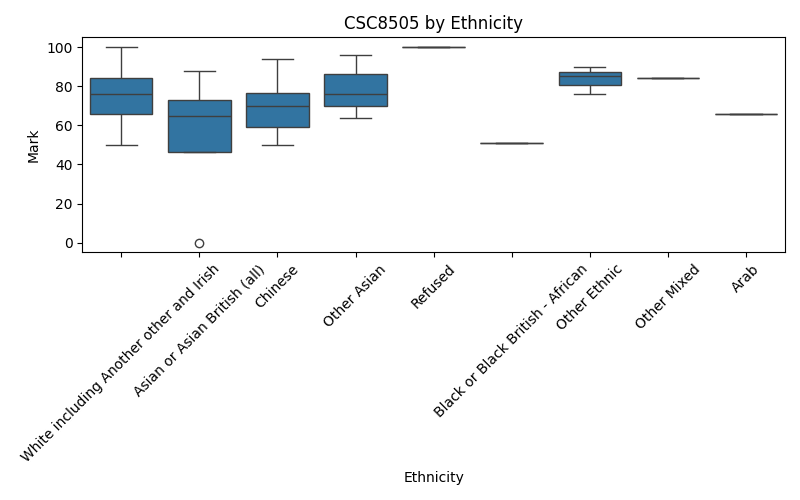 CSC8505 by Ethnicity
Mark
100
80
60
40
20
0
White including Another other and Irish
Asian or Asian British (all)
Chinese
Other Asian
Refused
Black or Black British - African
Other Ethnic
Other Mixed
Arab
Ethnicity